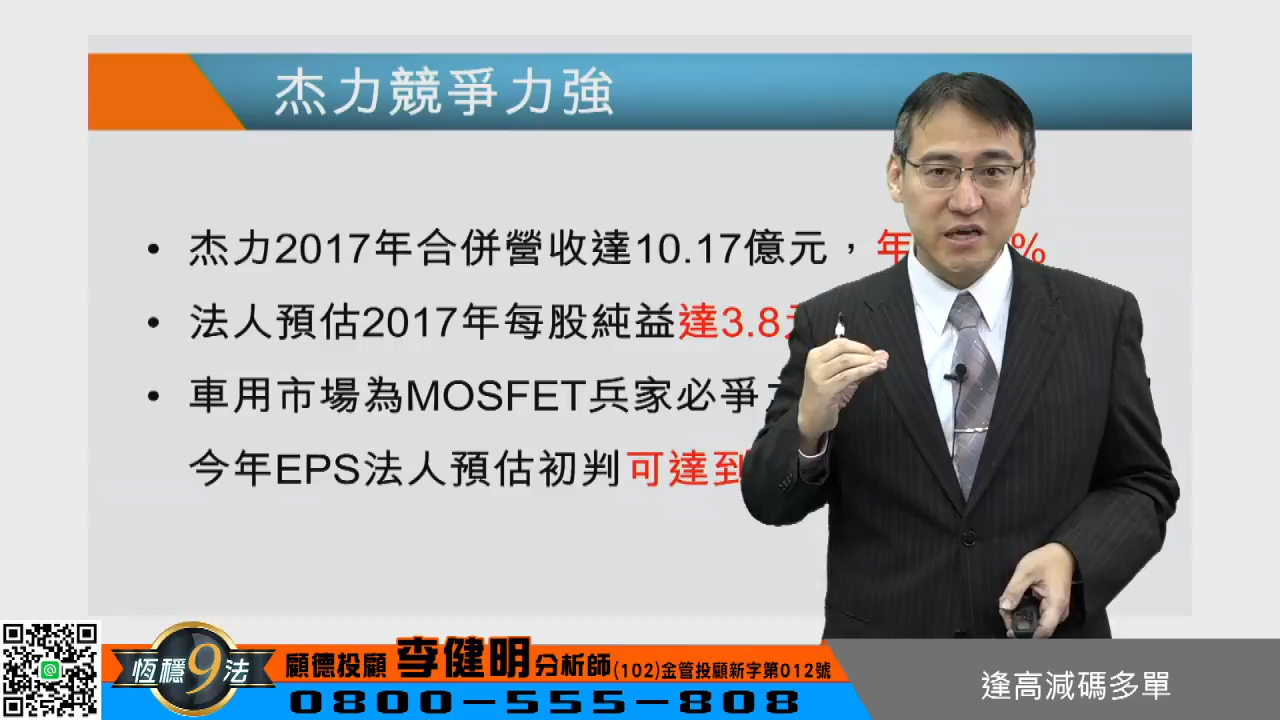 杰力競爭力強
• 杰力2017年合併營收達10.17億元，年 %
• 法人預估2017年每股純益達3.8
• 車用市場為MOSFET兵家必爭
今年EPS法人預估初判可達到
恆穩9法
顧德投顧 李健明分析師(102)金管投顧新字第012號
0800-555-808
逢高減碼多單